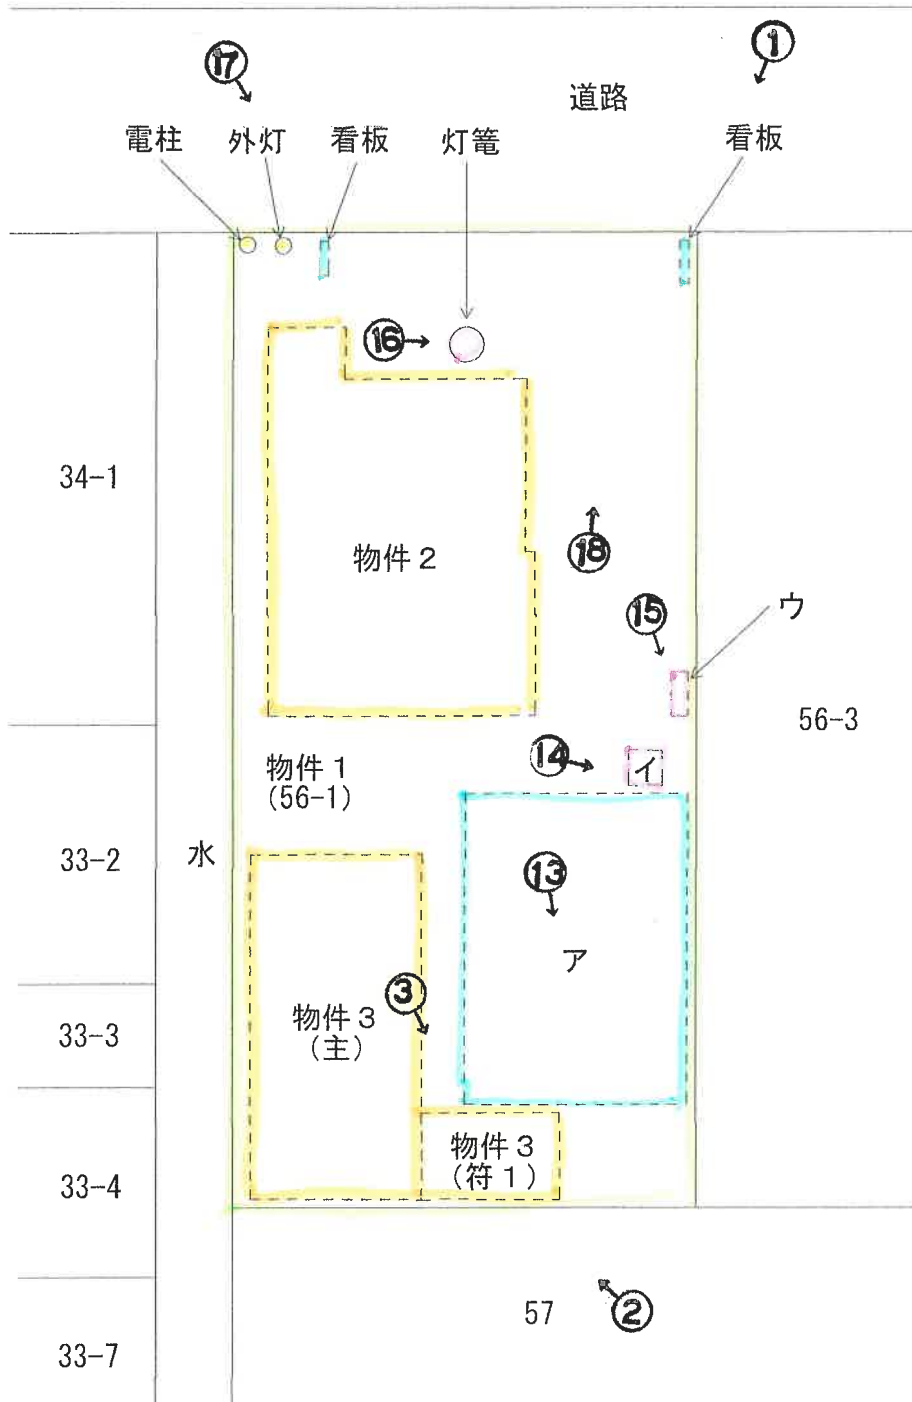 ⑰
①
道路
電柱
外灯
看板
灯篭
看板
⑯
34-1
物件2
⑱
⑮
ウ
56-3
物件1
(56-1)
⑭
イ
水
33-2
⑬
ア
③
物件3
(主)
33-3
物件3
(符1)
33-4
57
②
33-7